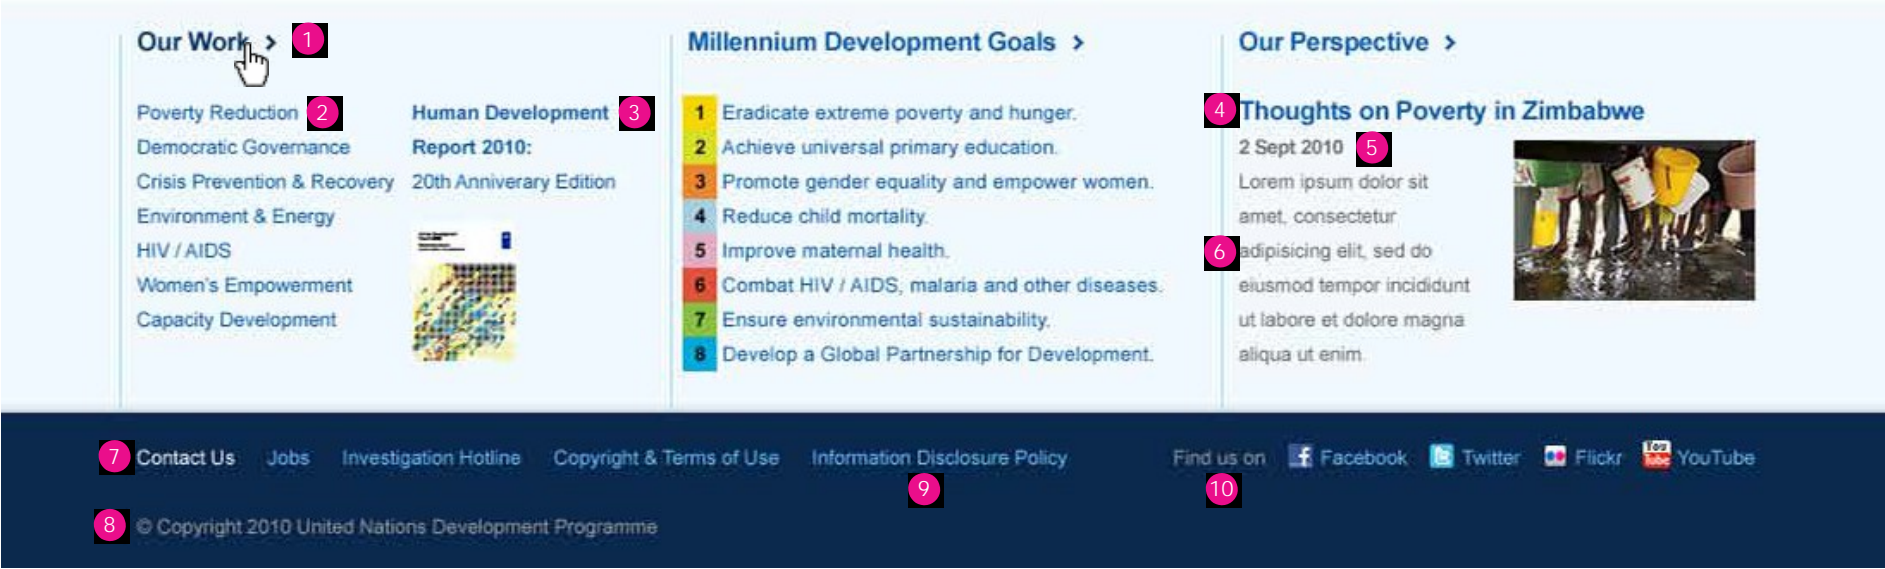 Our Work > 1
Poverty Reduction 2
Democratic Governance
Crisis Prevention & Recovery
Environment & Energy
HIV / AIDS
Women's Empowerment
Capacity Development
Human Development 3
Report 2010:
20th Anniverary Edition
Millennium Development Goals >
1 Eradicate extreme poverty and hunger.
2 Achieve universal primary education.
3 Promote gender equality and empower women.
4 Reduce child mortality.
5 Improve maternal health.
6 Combat HIV / AIDS, malaria and other diseases.
7 Ensure environmental sustainability.
8 Develop a Global Partnership for Development.
Our Perspective >
4 Thoughts on Poverty in Zimbabwe
2 Sept 2010 5
Lorem ipsum dolor sit
amet, consectetur
6 adipisicing elit, sed do
eiusmod tempor incididunt
ut labore et dolore magna
aliqua ut enim.
7 Contact Us Jobs Investigation Hotline Copyright & Terms of Use Information Disclosure Policy Find us on Facebook Twitter Flickr You Tube YouTube
9 10
8 © Copyright 2010 United Nations Development Programme